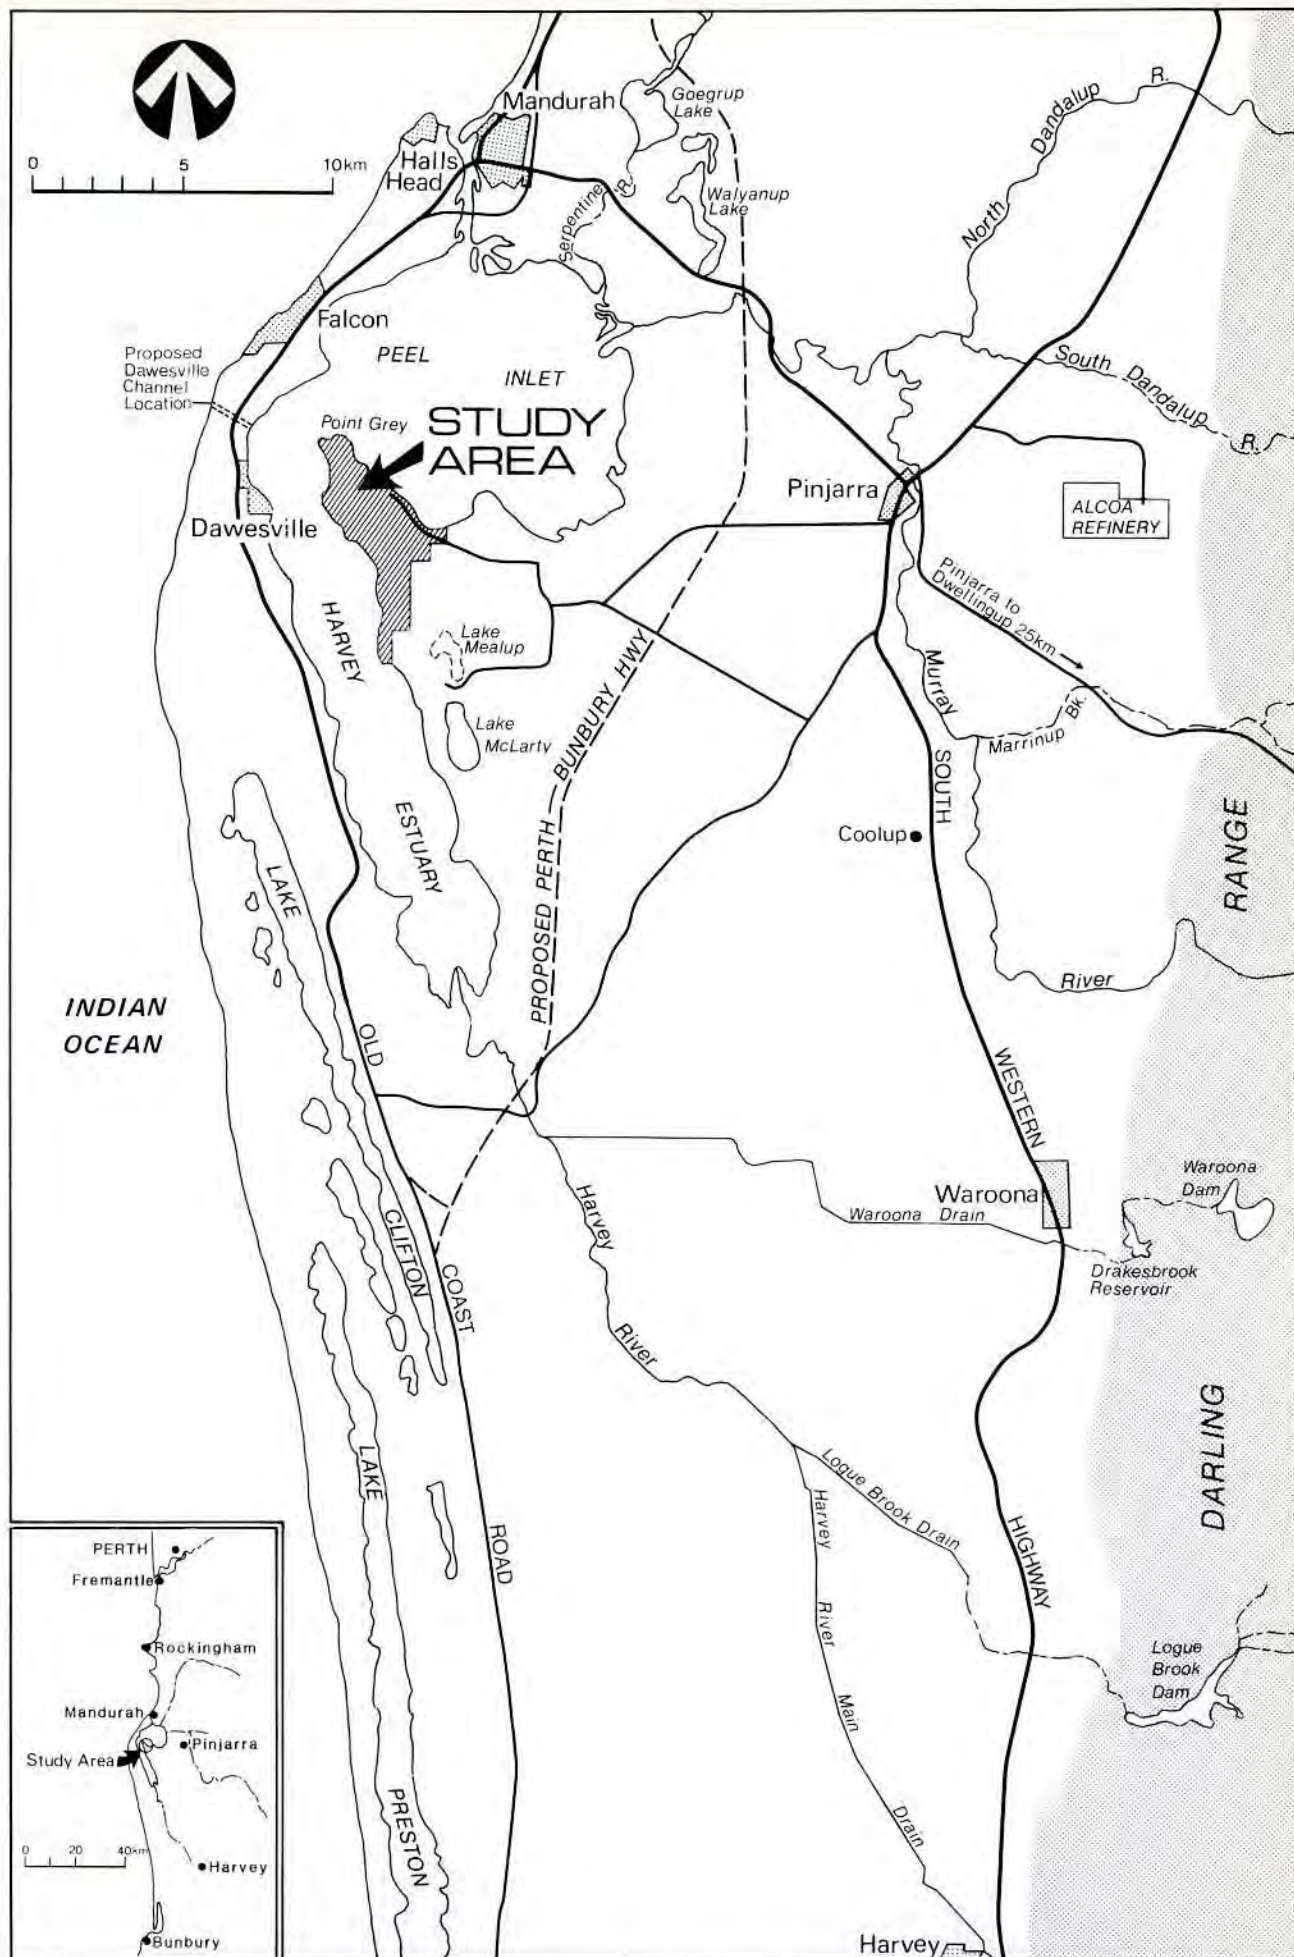 0 5 10km
Mandurah
Halls
Head
Goegrup
Lake
Walyanup
Lake
Serpentine R.
North Dandalup R.
South Dandalup R.
Falcon
PEEL
INLET
Proposed
Dawesville
Channel
Location
Point Grey
STUDY
AREA
Dawesville
Pinjarra
ALCOA
REFINERY
Pinjarra to
Dwellingup 25km
HARVEY
ESTUARY
Lake
Mealup
Lake
McLarty
PROPOSED PERTH BUNBURY HWY
Murray
River
Marrinup Bk.
SOUTH
WESTERN
HIGHWAY
Coolup
RANGE
DARLING
INDIAN
OCEAN
LAKE
CLIFTON
OLD
COAST
ROAD
Harvey
River
Waroona
Waroona Drain
Waroona
Dam
Drakesbrook
Reservoir
LAKE
PRESTON
Logue Brook Drain
Harvey
River
Main
Drain
Logue
Brook
Dam
Harvey
PERTH
Fremantle
Rockingham
Mandurah
Pinjarra
Study Area
0 20 40km
Harvey
Bunbury